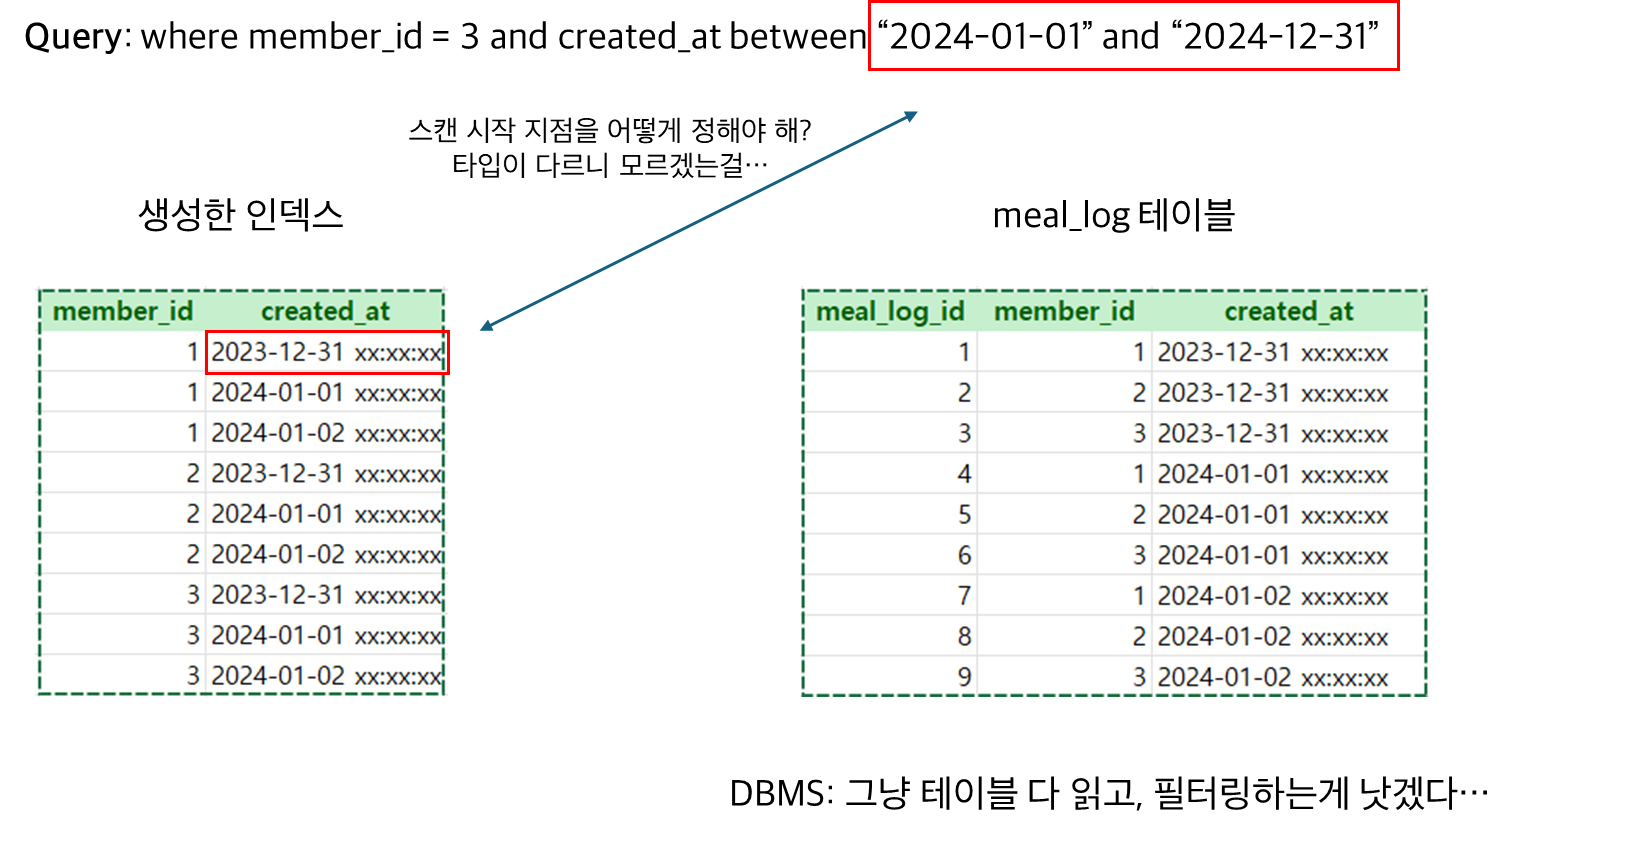 Query: where member_id = 3 and created_at between “2024-01-01” and “2024-12-31”
스캔 시작 지점을 어떻게 정해야 해?
타입이 다르니 모르겠는걸…
생성한 인덱스
member_id created_at
1 2023-12-31 xx:xx:xx
1 2024-01-01 xx:xx:xx
1 2024-01-02 xx:xx:xx
2 2023-12-31 xx:xx:xx
2 2024-01-01 xx:xx:xx
2 2024-01-02 xx:xx:xx
3 2023-12-31 xx:xx:xx
3 2024-01-01 xx:xx:xx
3 2024-01-02 xx:xx:xx
meal_log 테이블
meal_log_id member_id created_at
1 1 2023-12-31 xx:xx:xx
2 2 2023-12-31 xx:xx:xx
3 3 2023-12-31 xx:xx:xx
4 1 2024-01-01 xx:xx:xx
5 2 2024-01-01 xx:xx:xx
6 3 2024-01-01 xx:xx:xx
7 1 2024-01-02 xx:xx:xx
8 2 2024-01-02 xx:xx:xx
9 3 2024-01-02 xx:xx:xx
DBMS: 그냥 테이블 다 읽고, 필터링하는게 낫겠다…